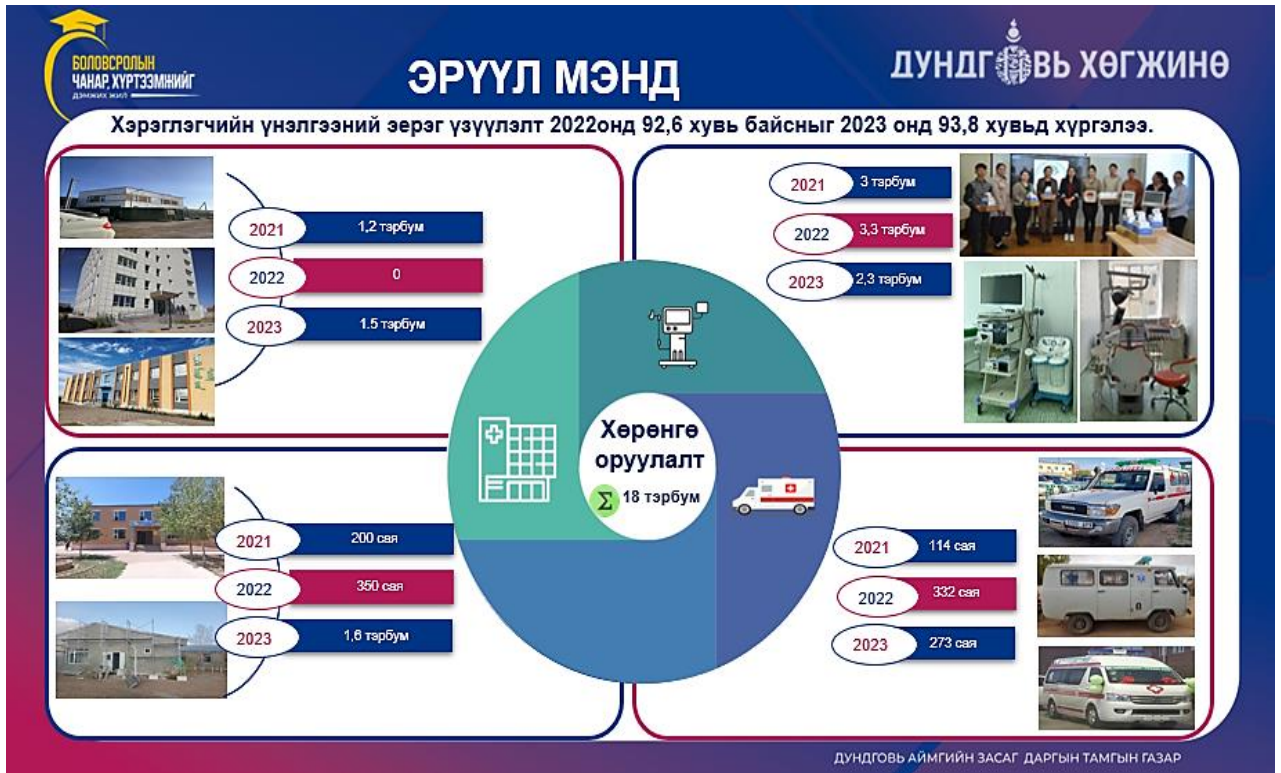 БОЛОВСРОЛЫН
ЧАНАР, ХҮРТЭЭМЖИЙГ
ДЭМЖИХ ЖИЛ
ЭРҮҮЛ МЭНД
ДУНДГОВЬ ХӨГЖИНӨ
Хэрэглэгчийн үнэлгээний эерэг үзүүлэлт 2022онд 92,6 хувь байсныг 2023 онд 93,8 хувьд хүргэлээ.
2021 1,2 тэрбум
2022 0
2023 1.5 тэрбум
2021 3 тэрбум
2022 3,3 тэрбум
2023 2,3 тэрбум
Хөрөнгө
оруулалт
Σ 18 тэрбум
2021 200 сая
2022 350 сая
2023 1,6 тэрбум
2021 114 сая
2022 332 сая
2023 273 сая
ДУНДГОВЬ АЙМГИЙН ЗАСАГ ДАРГЫН ТАМГЫН ГАЗАР